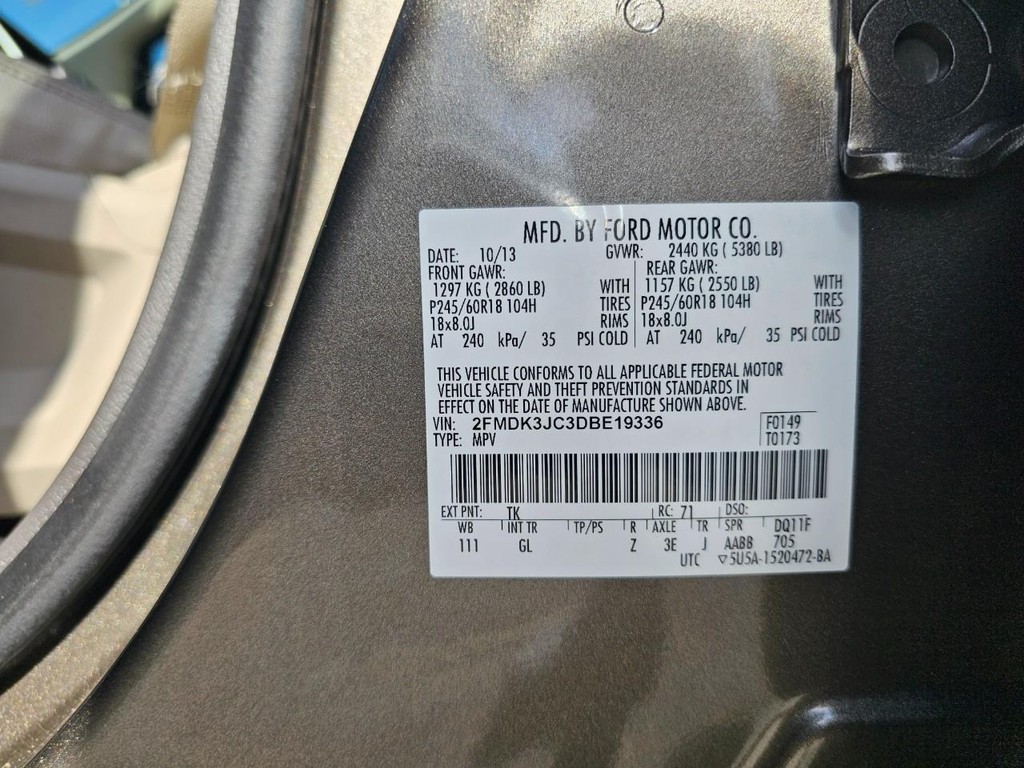 MFD. BY FORD MOTOR CO.
DATE: 10/13 GVWR: 2440 KG ( 5380 LB)
FRONT GAWR: REAR GAWR:
1297 KG ( 2860 LB) WITH 1157 KG ( 2550 LB) WITH
P245/60R18 104H TIRES P245/60R18 104H TIRES
18x8.0J RIMS 18x8.0J RIMS
AT 240 kPa/ 35 PSI COLD AT 240 kPa/ 35 PSI COLD
THIS VEHICLE CONFORMS TO ALL APPLICABLE FEDERAL MOTOR
VEHICLE SAFETY AND THEFT PREVENTION STANDARDS IN
EFFECT ON THE DATE OF MANUFACTURE SHOWN ABOVE.
VIN: 2FMDK3JC3DBE19336 F0149
TYPE: MPV T0173
EXT PNT: TK RC: 71 DSO:
WB INT TR TP/PS R AXLE TR SPR DQ11F
111 GL Z 3E J AABB 705
UTC ▽5U5A-1520472-BA